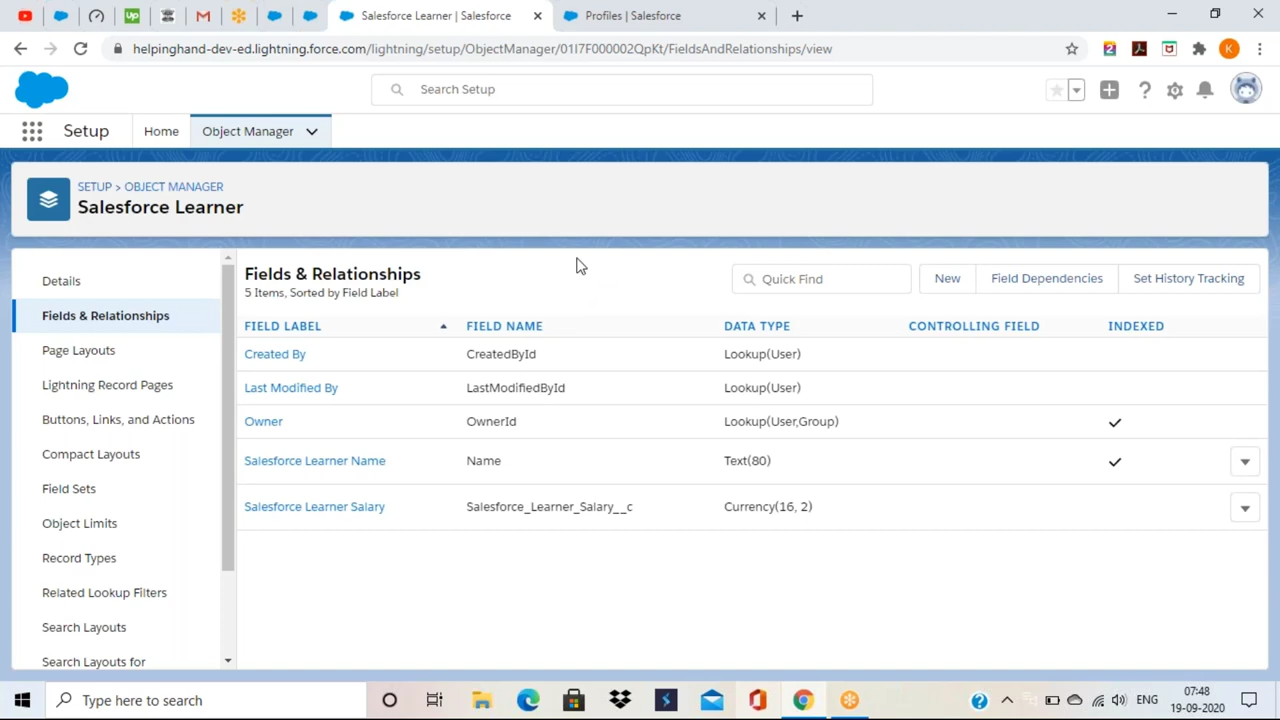 Up
Salesforce Learner | Salesforce
Profiles | Salesforce
helpinghand-dev-ed.lightning.force.com/lightning/setup/ObjectManager/01I7F000002QpKt/FieldsAndRelationships/view
K
Search Setup
Setup
Home
Object Manager
SETUP > OBJECT MANAGER
Salesforce Learner
Details
Fields & Relationships
Page Layouts
Lightning Record Pages
Buttons, Links, and Actions
Compact Layouts
Field Sets
Object Limits
Record Types
Related Lookup Filters
Search Layouts
Search Layouts for
Fields & Relationships
5 Items, Sorted by Field Label
Quick Find
New
Field Dependencies
Set History Tracking
FIELD LABEL FIELD NAME DATA TYPE CONTROLLING FIELD INDEXED
Created By CreatedById Lookup(User)
Last Modified By LastModifiedById Lookup(User)
Owner OwnerId Lookup(User,Group)
Salesforce Learner Name Name Text(80)
Salesforce Learner Salary Salesforce_Learner_Salary__c Currency(16, 2)
Type here to search
ENG
07:48
19-09-2020